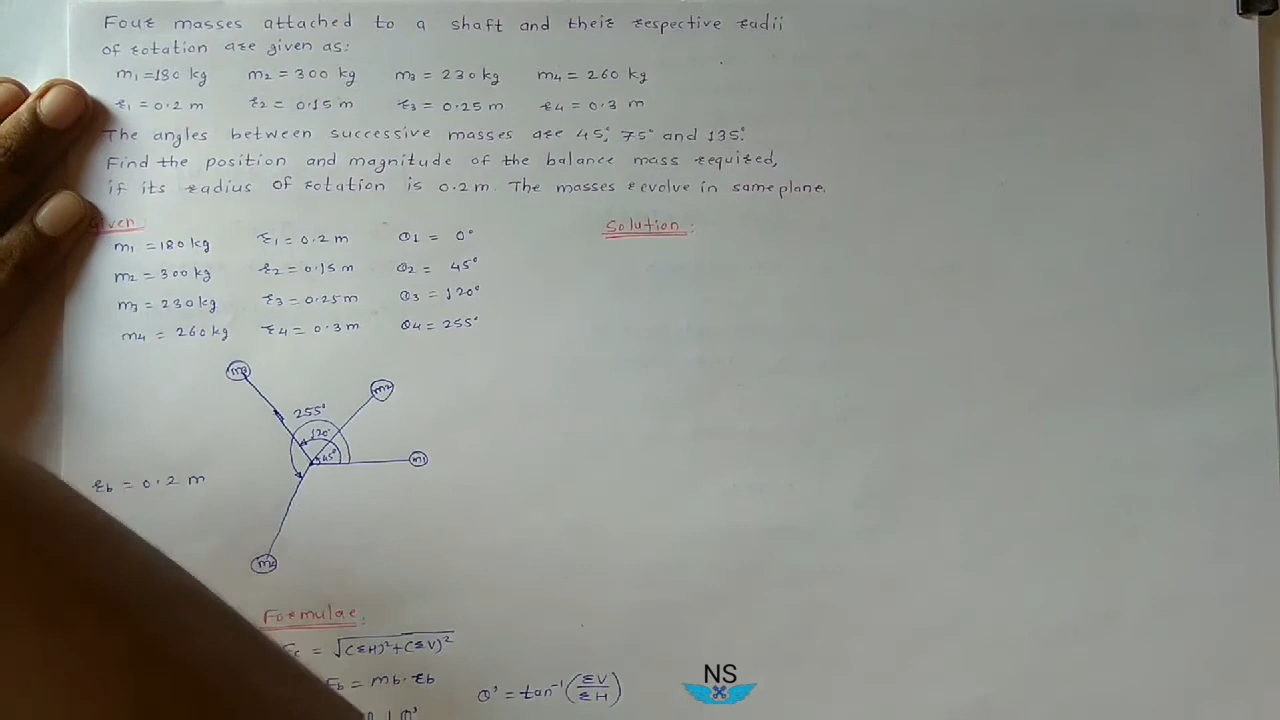 Four masses attached to a shaft and their respective radii
of rotation are given as:
m1 = 180 kg m2 = 300 kg m3 = 230 kg m4 = 260 kg
r1 = 0.2 m r2 = 0.15 m r3 = 0.25 m r4 = 0.3 m
The angles between successive masses are 45°, 75° and 135°.
Find the position and magnitude of the balance mass required,
if its radius of rotation is 0.2 m. The masses revolve in same plane.
Given
Solution:
m1 = 180 kg r1 = 0.2 m θ1 = 0°
m2 = 300 kg r2 = 0.15 m θ2 = 45°
m3 = 230 kg r3 = 0.25 m θ3 = 120°
m4 = 260 kg r4 = 0.3 m θ4 = 255°
m3
m2
255°
120°
45°
m1
rb = 0.2 m
m4
Formulae:
= √(ΣH)²+(ΣV)²
= mb·rb
θ' = tan⁻¹(ΣV/ΣH)
NS